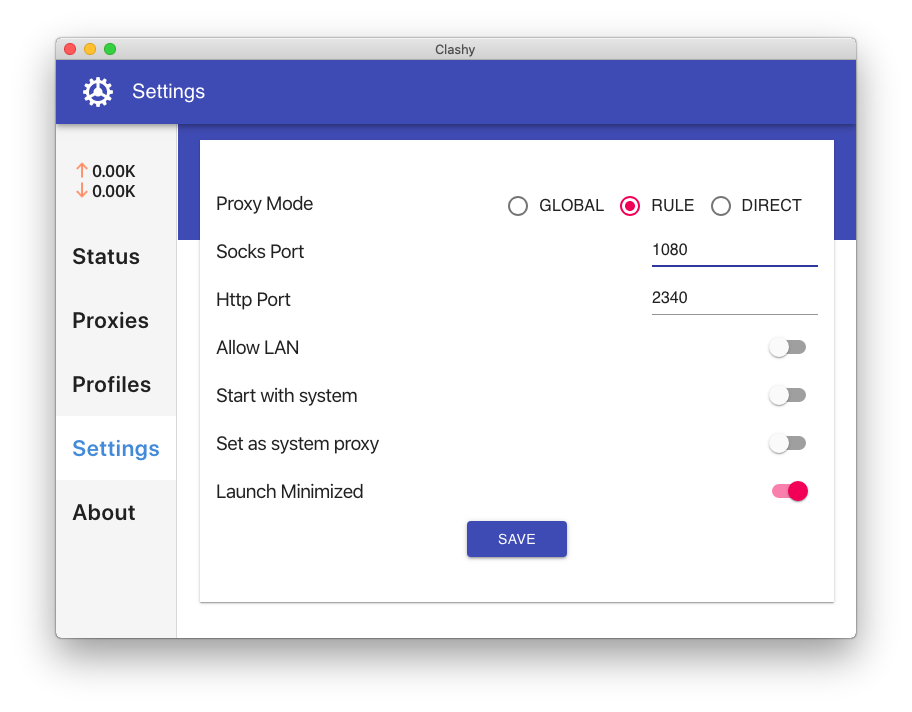 Clashy
Settings
0.00K
0.00K
Status
Proxies
Profiles
Settings
About
Proxy Mode GLOBAL RULE DIRECT
Socks Port 1080
Http Port 2340
Allow LAN
Start with system
Set as system proxy
Launch Minimized
SAVE